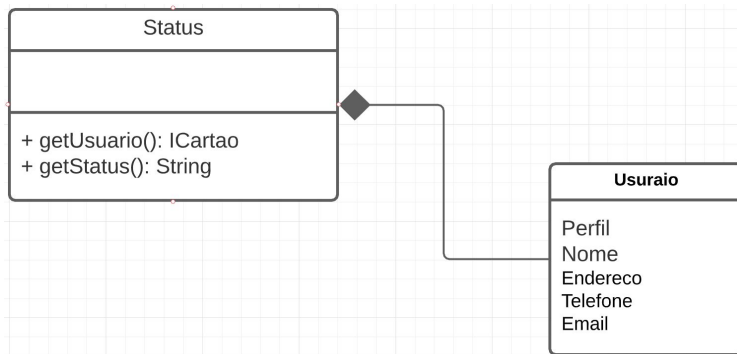 Status
+ getUsuario(): ICartao
+ getStatus(): String
Usuraio
Perfil
Nome
Endereco
Telefone
Email